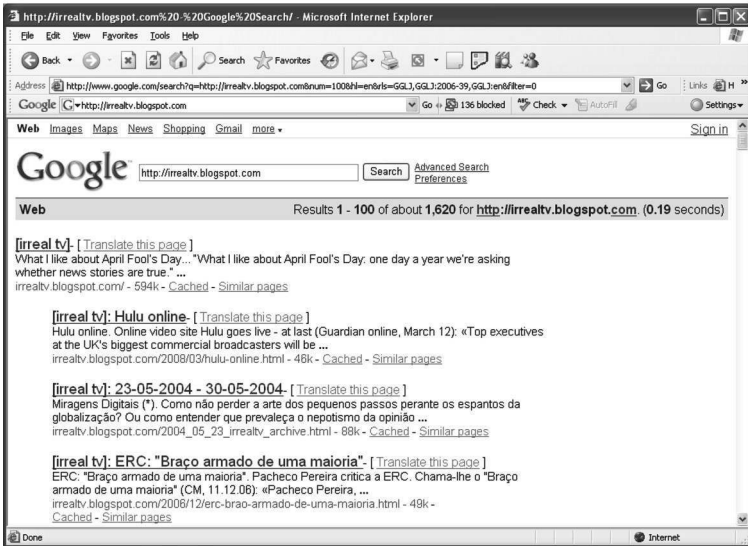 http://irrealtv.blogspot.com%20-%20Google%20Search/ - Microsoft Internet Explorer
File Edit View Favorites Tools Help
Back Search Favorites
Address http://www.google.com/search?q=http://irrealtv.blogspot.com&num=100&hl=en&rls=GGLJ,GGLJ:2006-39,GGLJ:en&filter=0 Go Links H »
Google G http://irrealtv.blogspot.com Go 136 blocked ABC Check AutoFill Settings
Web Images Maps News Shopping Gmail more Sign in
Google™ http://irrealtv.blogspot.com Search Advanced Search
Preferences
Web Results 1 - 100 of about 1,620 for http://irrealtv.blogspot.com. (0.19 seconds)
[irreal tv]- [ Translate this page ]
What I like about April Fool's Day... "What I like about April Fool's Day: one day a year we're asking
whether news stories are true." ...
irrealtv.blogspot.com/ - 594k - Cached - Similar pages
[irreal tv]: Hulu online- [ Translate this page ]
Hulu online. Online video site Hulu goes live - at last (Guardian online, March 12): «Top executives
at the UK's biggest commercial broadcasters will be ...
irrealtv.blogspot.com/2008/03/hulu-online.html - 46k - Cached - Similar pages
[irreal tv]: 23-05-2004 - 30-05-2004- [ Translate this page ]
Miragens Digitais (*). Como não perder a arte dos pequenos passos perante os espantos da
globalização? Ou como entender que prevaleça o nepotismo da opinião ...
irrealtv.blogspot.com/2004_05_23_irrealtv_archive.html - 88k - Cached - Similar pages
[irreal tv]: ERC: "Braço armado de uma maioria"- [ Translate this page ]
ERC: "Braço armado de uma maioria". Pacheco Pereira critica a ERC. Chama-lhe o "Braço
armado de uma maioria" (CM, 11.12.06): «Pacheco Pereira, ...
irrealtv.blogspot.com/2006/12/erc-brao-armado-de-uma-maioria.html - 49k -
Cached - Similar pages
Done Internet